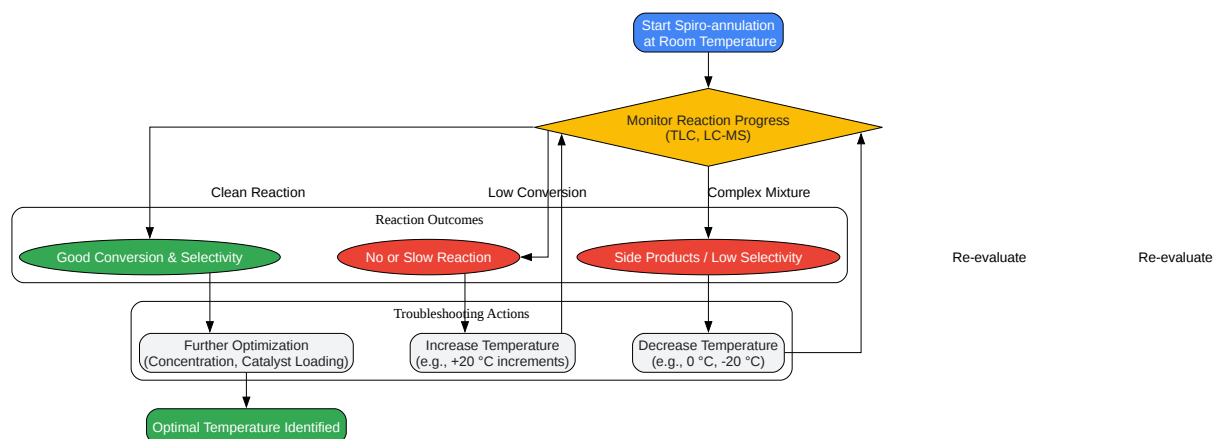 Start Spiro-annulation
at Room Temperature
Monitor Reaction Progress
(TLC, LC-MS)
Clean Reaction
Low Conversion
Complex Mixture
Reaction Outcomes
Good Conversion & Selectivity
No or Slow Reaction
Side Products / Low Selectivity
Re-evaluate
Re-evaluate
Troubleshooting Actions
Further Optimization
(Concentration, Catalyst Loading)
Increase Temperature
(e.g., +20 °C increments)
Decrease Temperature
(e.g., 0 °C, -20 °C)
Optimal Temperature Identified